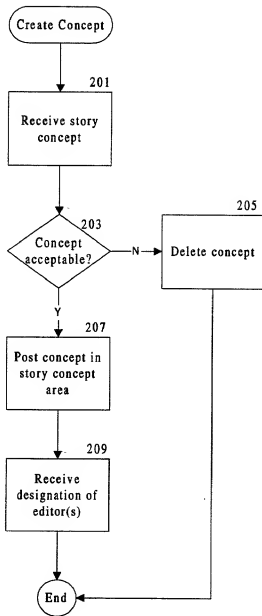 Create Concept
201
Receive story
concept
203
Concept
acceptable?
N
205
Delete concept
Y
207
Post concept in
story concept
area
209
Receive
designation of
editor(s)
End